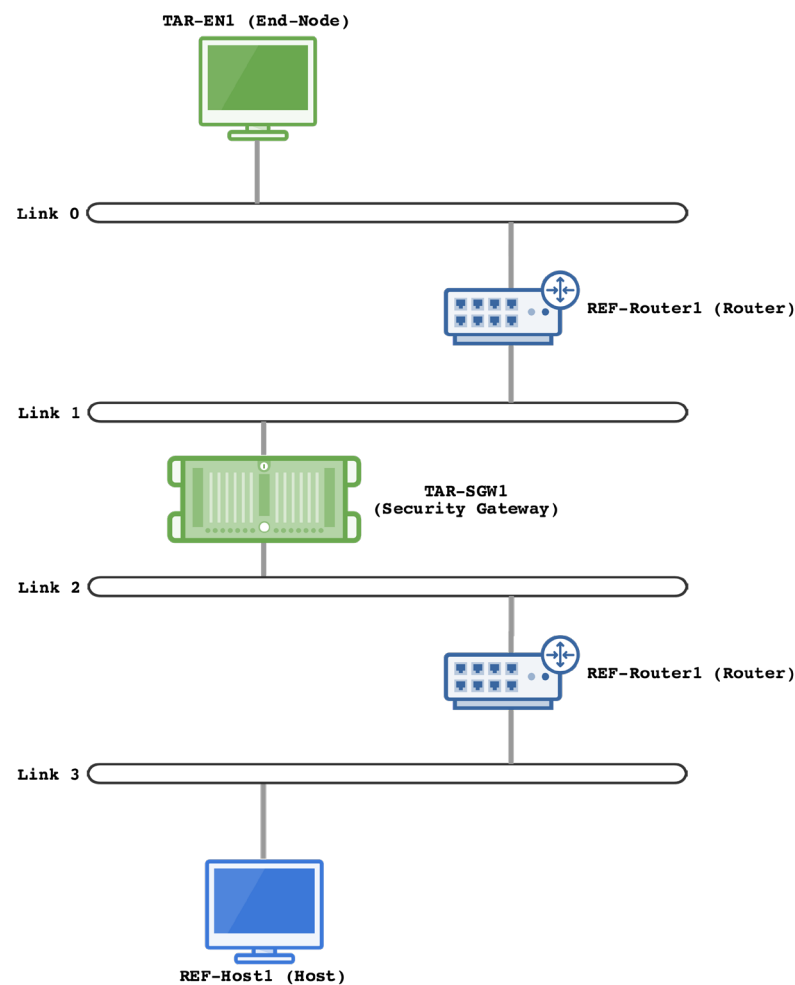 TAR-EN1 (End-Node)
Link 0
REF-Router1 (Router)
Link 1
TAR-SGW1
(Security Gateway)
Link 2
REF-Router1 (Router)
Link 3
REF-Host1 (Host)